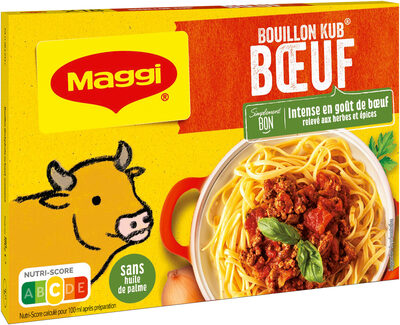 BOUILLON KUB®
BŒUF
Maggi®
Simplement
BON
Intense en goût de bœuf
relevé aux herbes et épices
NUTRI-SCORE
A B C D E
sans
huile
de palme
Nutri-Score calculé pour 100 ml après préparation